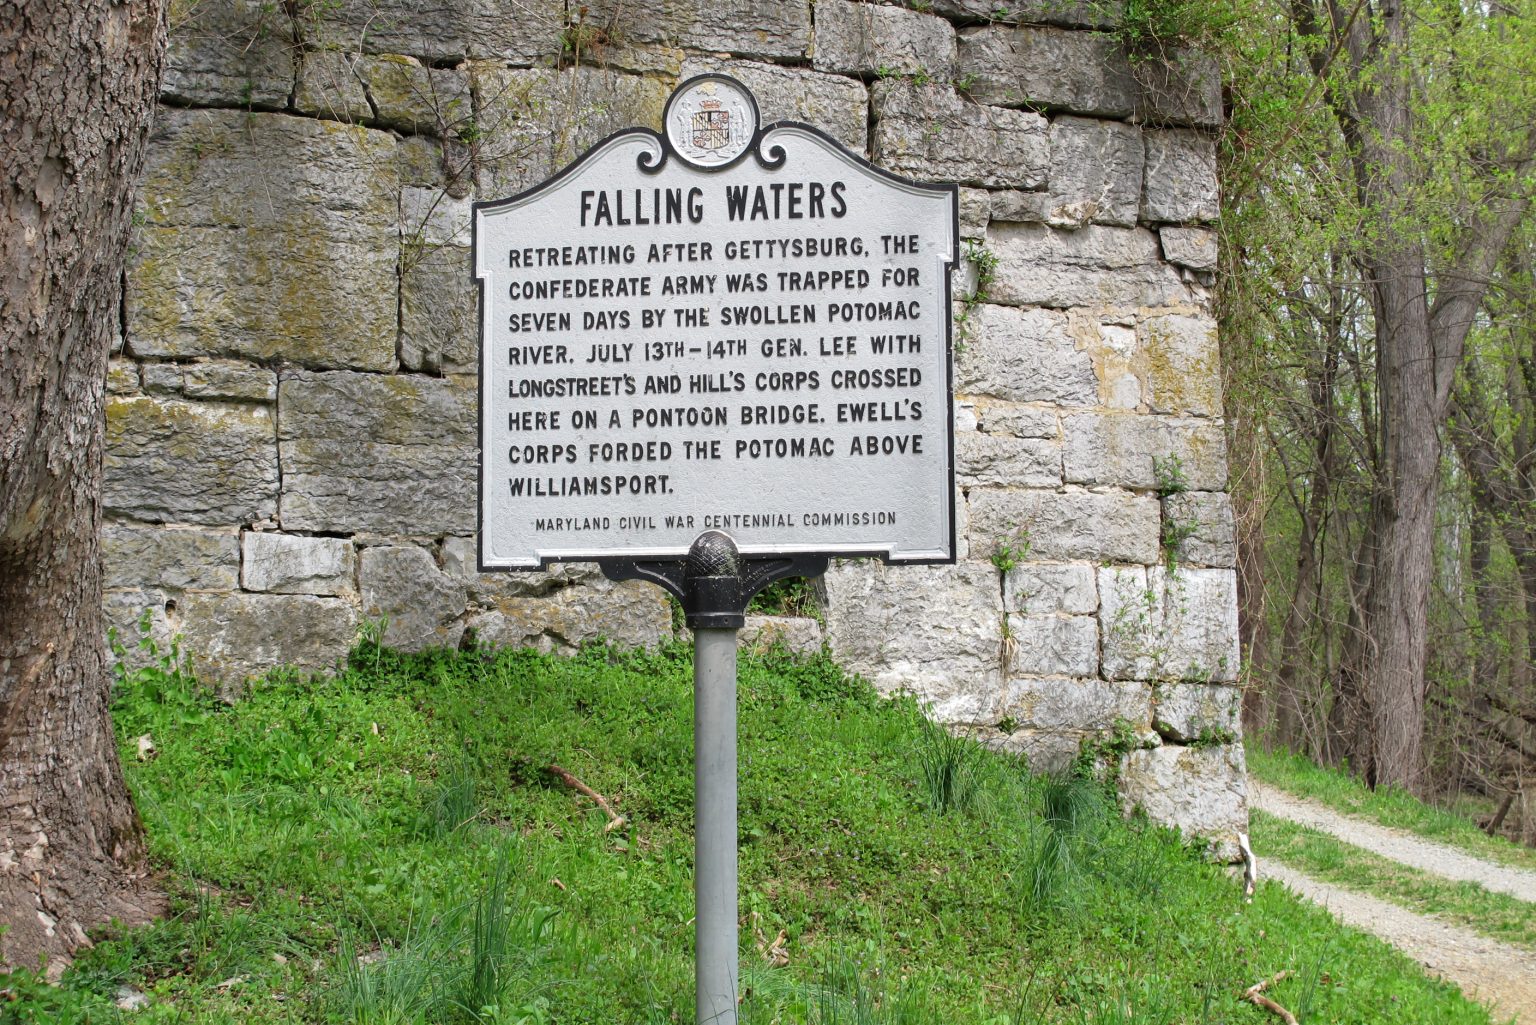 FALLING WATERS
RETREATING AFTER GETTYSBURG, THE
CONFEDERATE ARMY WAS TRAPPED FOR
SEVEN DAYS BY THE SWOLLEN POTOMAC
RIVER. JULY 13TH–14TH GEN. LEE WITH
LONGSTREET'S AND HILL'S CORPS CROSSED
HERE ON A PONTOON BRIDGE. EWELL'S
CORPS FORDED THE POTOMAC ABOVE
WILLIAMSPORT.
MARYLAND CIVIL WAR CENTENNIAL COMMISSION